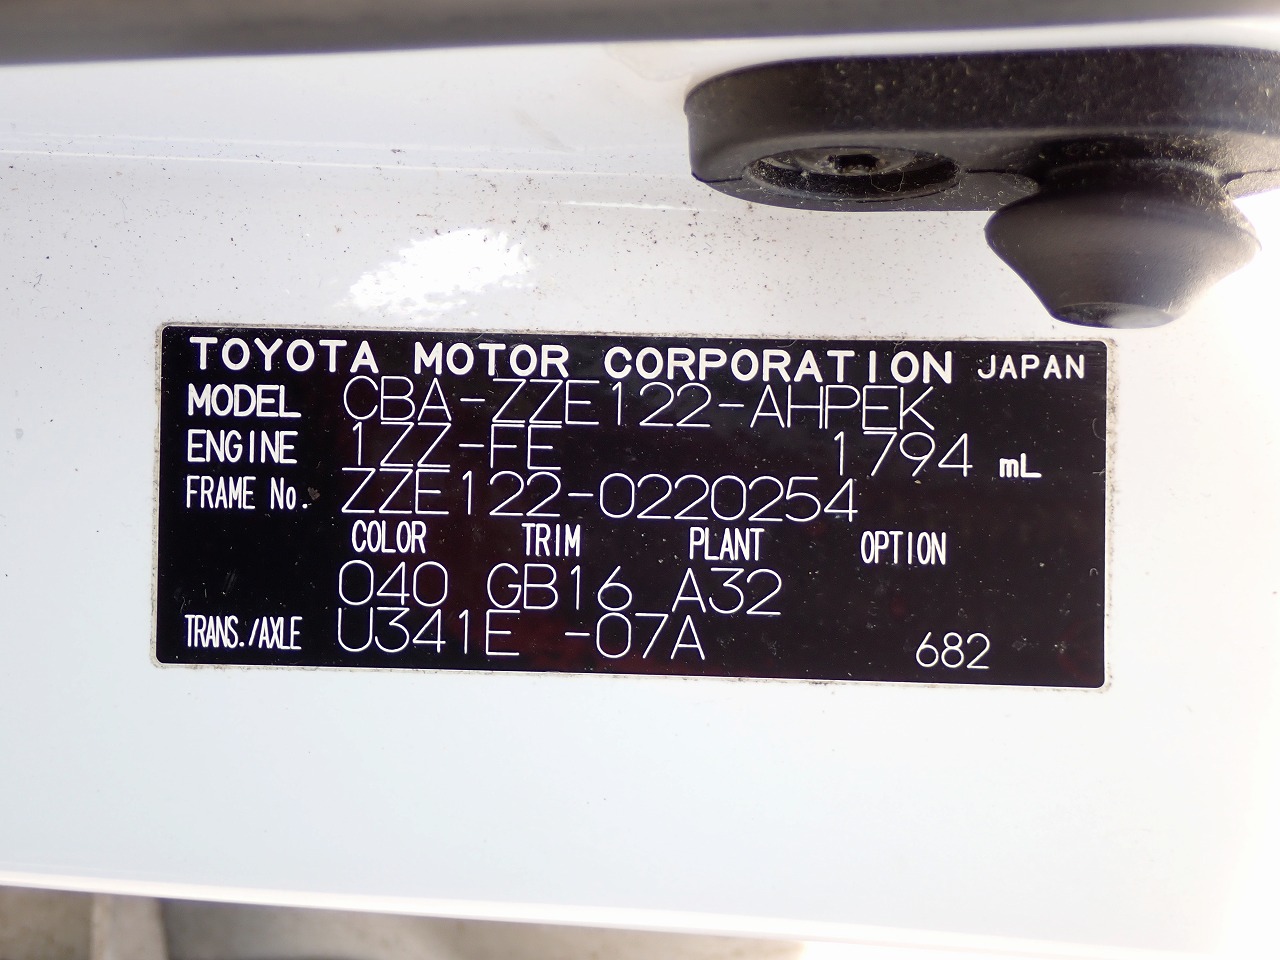 TOYOTA MOTOR CORPORATION JAPAN
MODEL CBA-ZZE122-AHPEK
ENGINE 1ZZ-FE 1794 mL
FRAME No. ZZE122-0220254
COLOR TRIM PLANT OPTION
040 GB16 A32
TRANS./AXLE U341E -07A 682